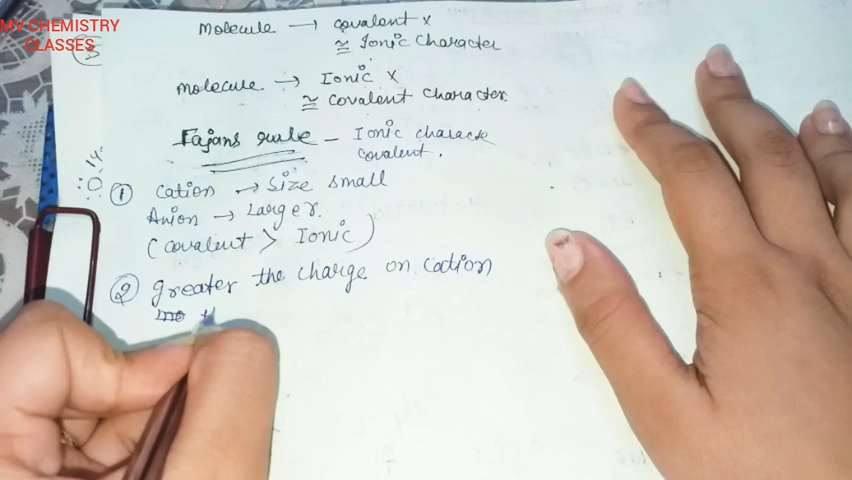 MV CHEMISTRY
CLASSES
Molecule → covalent x
≅ Ionic Character
molecule → Ionic x
≅ covalent character.
Fajans rule – Ionic characte
covalent.
① Cation → Size small
Anion → Larger.
(covalent > Ionic)
② greater the charge on cation